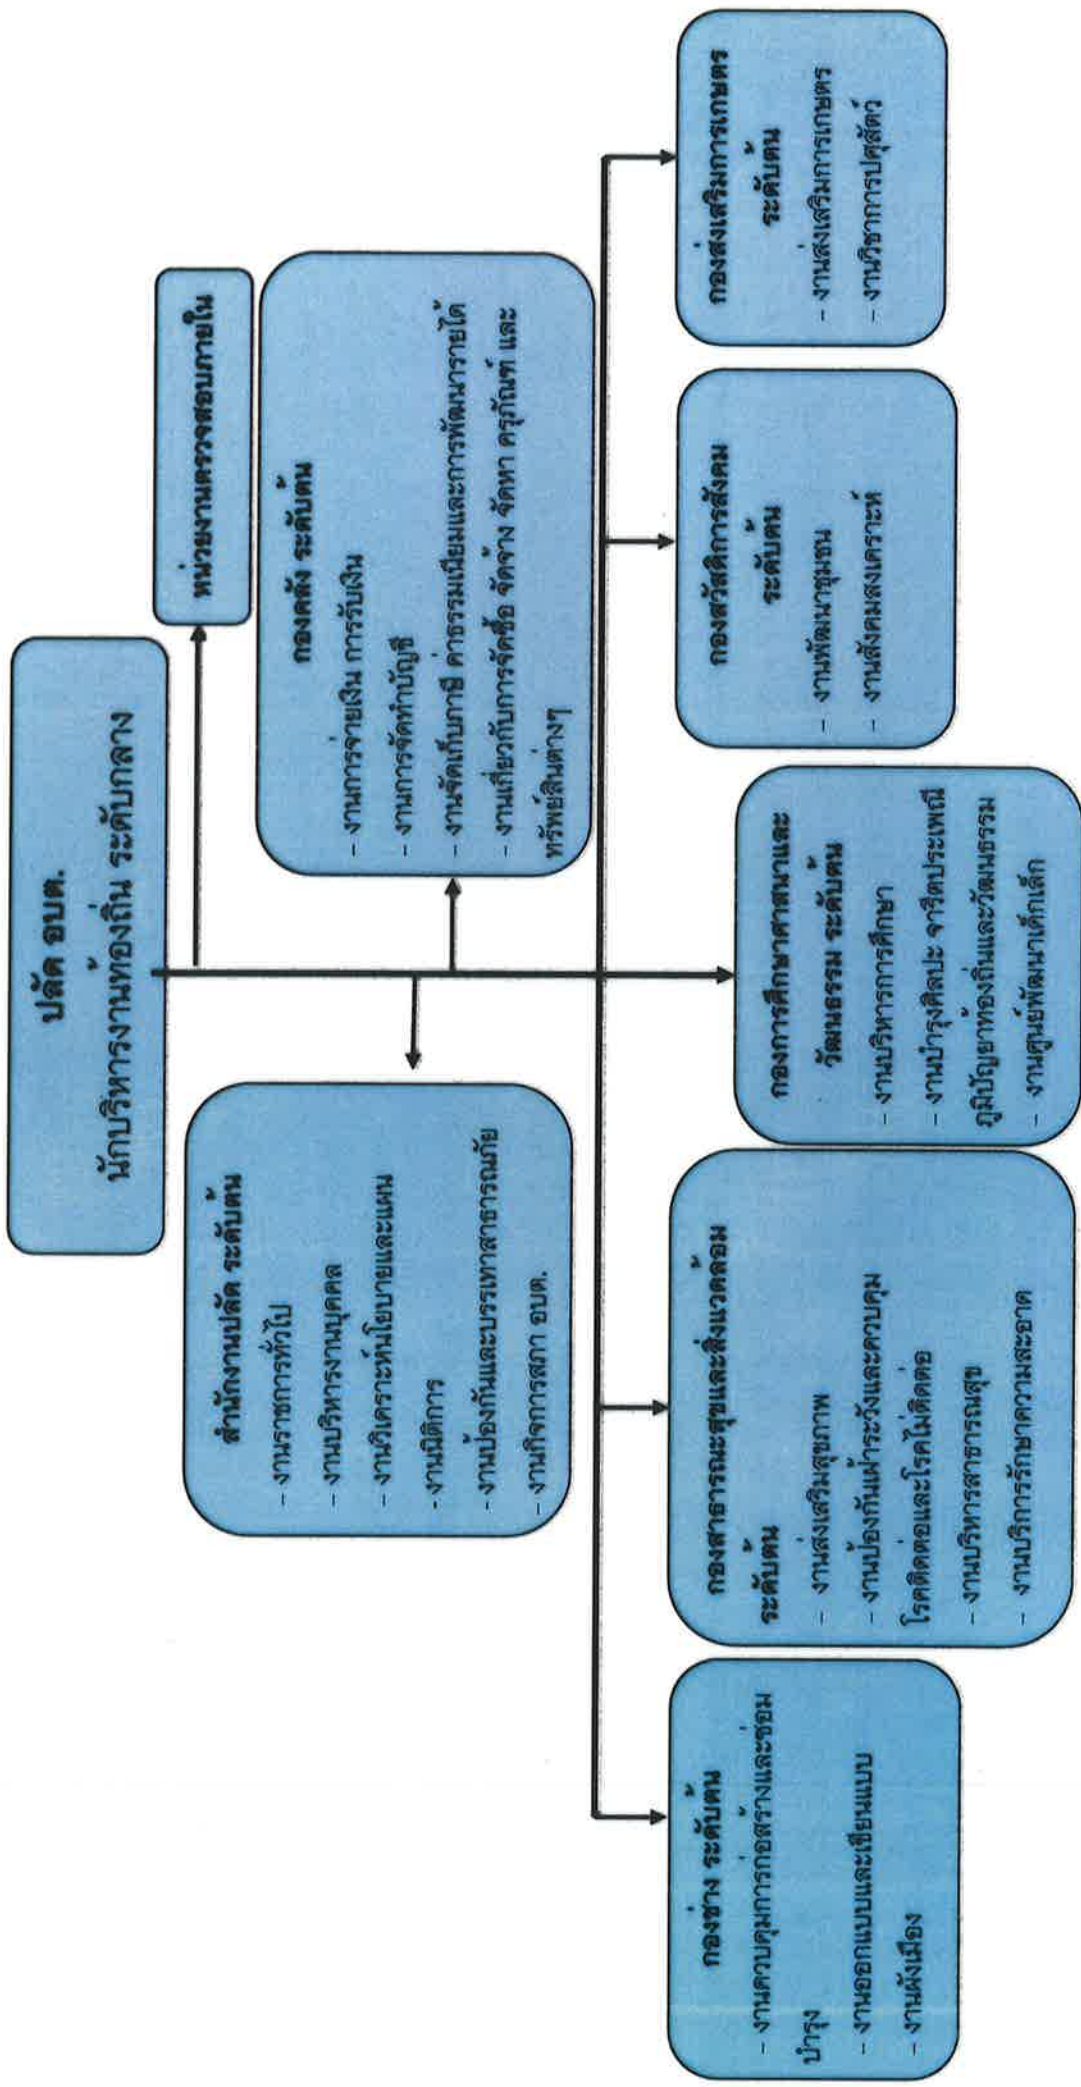 ปลัด อบต.
นักบริหารงานท้องถิ่น ระดับกลาง
หน่วยงานตรวจสอบภายใน
สำนักงานปลัด ระดับต้น
- งานราชการทั่วไป
- งานบริหารงานบุคคล
- งานวิเคราะห์นโยบายและแผน
- งานนิติการ
- งานป้องกันและบรรเทาสาธารณภัย
- งานกิจการสภา อบต.
กองคลัง ระดับต้น
- งานการจ่ายเงิน การรับเงิน
- งานการจัดทำบัญชี
- งานจัดเก็บภาษี ค่าธรรมเนียมและการพัฒนารายได้
- งานเกี่ยวกับการจัดซื้อ จัดจ้าง จัดหา ครุภัณฑ์ และ
ทรัพย์สินต่างๆ
กองช่าง ระดับต้น
- งานควบคุมการก่อสร้างและซ่อม
บำรุง
- งานออกแบบและเขียนแบบ
- งานผังเมือง
กองสาธารณะสุขและสิ่งแวดล้อม
ระดับต้น
- งานส่งเสริมสุขภาพ
- งานป้องกันเฝ้าระวังและควบคุม
โรคติดต่อและโรคไม่ติดต่อ
- งานบริหารสาธารณสุข
- งานบริการรักษาความสะอาด
กองการศึกษาศาสนาและ
วัฒนธรรม ระดับต้น
- งานบริหารการศึกษา
- งานบำรุงศิลปะ จาริตประเพณี
ภูมิปัญญาท้องถิ่นและวัฒนธรรม
- งานศูนย์พัฒนาเด็กเล็ก
กองสวัสดิการสังคม
ระดับต้น
- งานพัฒนาชุมชน
- งานสังคมสงเคราะห์
กองส่งเสริมการเกษตร
ระดับต้น
- งานส่งเสริมการเกษตร
- งานวิชาการปศุสัตว์